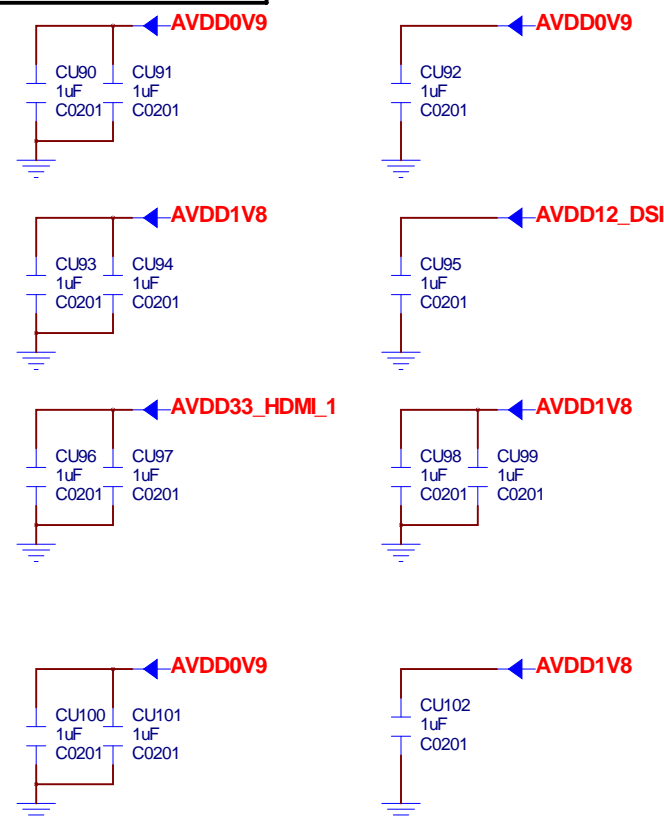 AVDD0V9
CU90 CU91
1uF 1uF
C0201 C0201
AVDD0V9
CU92
1uF
C0201
AVDD1V8
CU93 CU94
1uF 1uF
C0201 C0201
AVDD12_DSI
CU95
1uF
C0201
AVDD33_HDMI_1
CU96 CU97
1uF 1uF
C0201 C0201
AVDD1V8
CU98 CU99
1uF 1uF
C0201 C0201
AVDD0V9
CU100 CU101
1uF 1uF
C0201 C0201
AVDD1V8
CU102
1uF
C0201